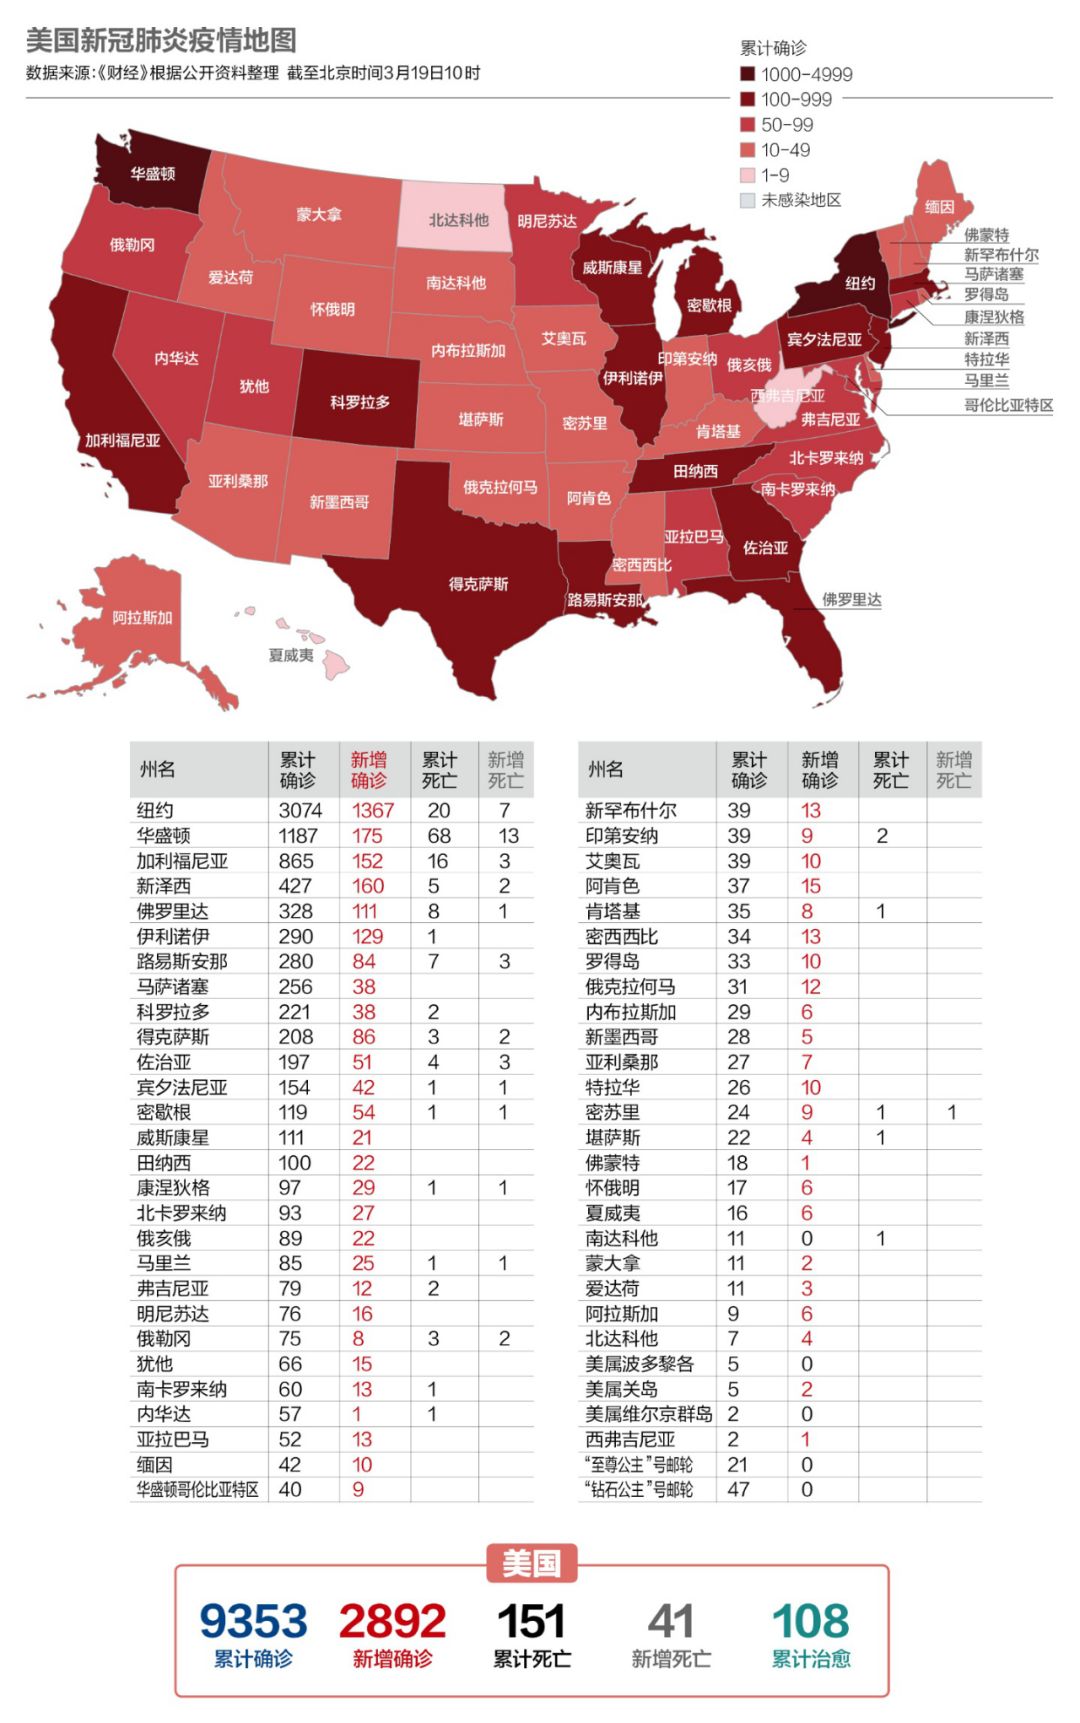 美国新冠肺炎疫情地图
数据来源:《财经》根据公开资料整理 截至北京时间3月19日10时
累计确诊
1000-4999
100-999
50-99
10-49
1-9
未感染地区
华盛顿
蒙大拿
北达科他
明尼苏达
缅因
俄勒冈
佛蒙特
新罕布什尔
爱达荷
南达科他
威斯康星
纽约
马萨诸塞
罗得岛
怀俄明
密歇根
康涅狄格
内华达
犹他
内布拉斯加
艾奥瓦
印第安纳
俄亥俄
宾夕法尼亚
新泽西
特拉华
马里兰
科罗拉多
伊利诺伊
西弗吉尼亚
哥伦比亚特区
加利福尼亚
堪萨斯
密苏里
肯塔基
弗吉尼亚
亚利桑那
新墨西哥
俄克拉何马
阿肯色
田纳西
北卡罗来纳
南卡罗来纳
亚拉巴马
佐治亚
密西西比
得克萨斯
路易斯安那
佛罗里达
阿拉斯加
夏威夷
州名 累计确诊 新增确诊 累计死亡 新增死亡
纽约 3074 1367 20 7
华盛顿 1187 175 68 13
加利福尼亚 865 152 16 3
新泽西 427 160 5 2
佛罗里达 328 111 8 1
伊利诺伊 290 129 1
路易斯安那 280 84 7 3
马萨诸塞 256 38
科罗拉多 221 38 2
得克萨斯 208 86 3 2
佐治亚 197 51 4 3
宾夕法尼亚 154 42 1 1
密歇根 119 54 1 1
威斯康星 111 21
田纳西 100 22
康涅狄格 97 29 1 1
北卡罗来纳 93 27
俄亥俄 89 22
马里兰 85 25 1 1
弗吉尼亚 79 12 2
明尼苏达 76 16
俄勒冈 75 8 3 2
犹他 66 15
南卡罗来纳 60 13 1
内华达 57 1 1
亚拉巴马 52 13
缅因 42 10
华盛顿哥伦比亚特区 40 9
州名 累计确诊 新增确诊 累计死亡 新增死亡
新罕布什尔 39 13
印第安纳 39 9 2
艾奥瓦 39 10
阿肯色 37 15
肯塔基 35 8 1
密西西比 34 13
罗得岛 33 10
俄克拉何马 31 12
内布拉斯加 29 6
新墨西哥 28 5
亚利桑那 27 7
特拉华 26 10
密苏里 24 9 1 1
堪萨斯 22 4 1
佛蒙特 18 1
怀俄明 17 6
夏威夷 16 6
南达科他 11 0 1
蒙大拿 11 2
爱达荷 11 3
阿拉斯加 9 6
北达科他 7 4
美属波多黎各 5 0
美属关岛 5 2
美属维尔京群岛 2 0
西弗吉尼亚 2 1
“至尊公主”号邮轮 21 0
“钻石公主”号邮轮 47 0
美国
9353 2892 151 41 108
累计确诊 新增确诊 累计死亡 新增死亡 累计治愈